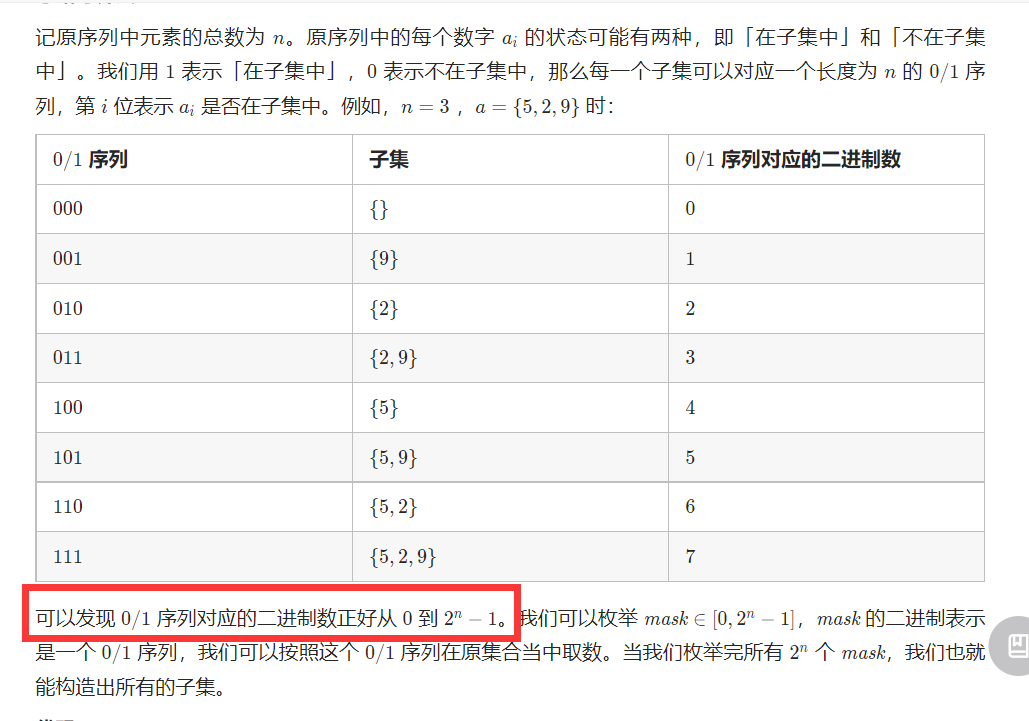 记原序列中元素的总数为 n。原序列中的每个数字 aᵢ 的状态可能有两种，即「在子集中」和「不在子集
中」。我们用 1 表示「在子集中」，0 表示不在子集中，那么每一个子集可以对应一个长度为 n 的 0/1 序
列，第 i 位表示 aᵢ 是否在子集中。例如，n = 3 ，a = {5, 2, 9} 时：
0/1 序列 子集 0/1 序列对应的二进制数
000 {} 0
001 {9} 1
010 {2} 2
011 {2, 9} 3
100 {5} 4
101 {5, 9} 5
110 {5, 2} 6
111 {5, 2, 9} 7
可以发现 0/1 序列对应的二进制数正好从 0 到 2ⁿ − 1。我们可以枚举 mask ∈ [0, 2ⁿ − 1]，mask 的二进制表示
是一个 0/1 序列，我们可以按照这个 0/1 序列在原集合当中取数。当我们枚举完所有 2ⁿ 个 mask，我们也就
能构造出所有的子集。